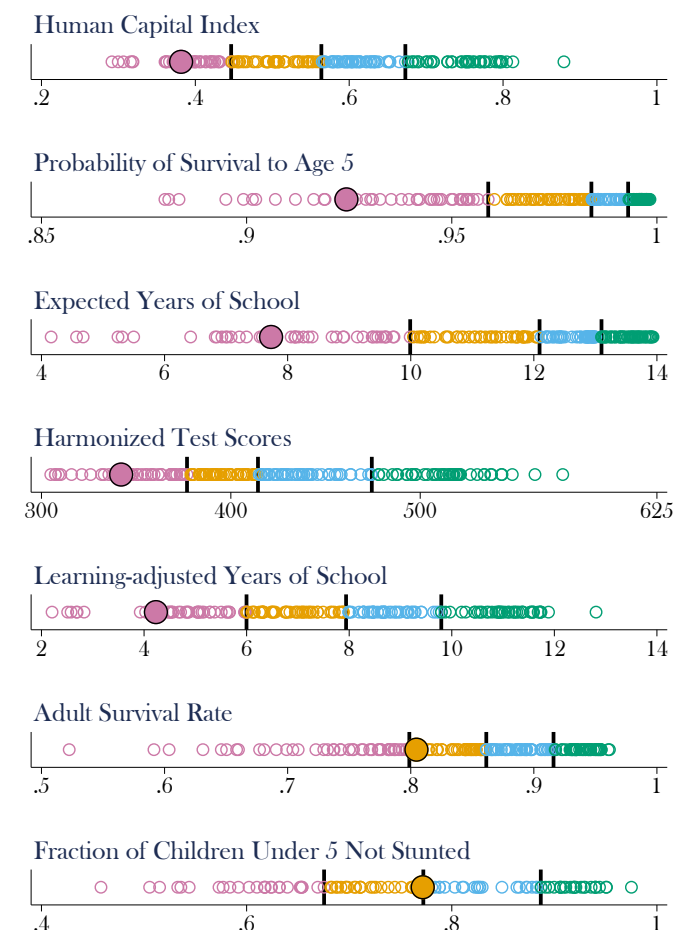 Human Capital Index
.2 .4 .6 .8 1
Probability of Survival to Age 5
.85 .9 .95 1
Expected Years of School
4 6 8 10 12 14
Harmonized Test Scores
300 400 500 625
Learning-adjusted Years of School
2 4 6 8 10 12 14
Adult Survival Rate
.5 .6 .7 .8 .9 1
Fraction of Children Under 5 Not Stunted
.4 .6 .8 1